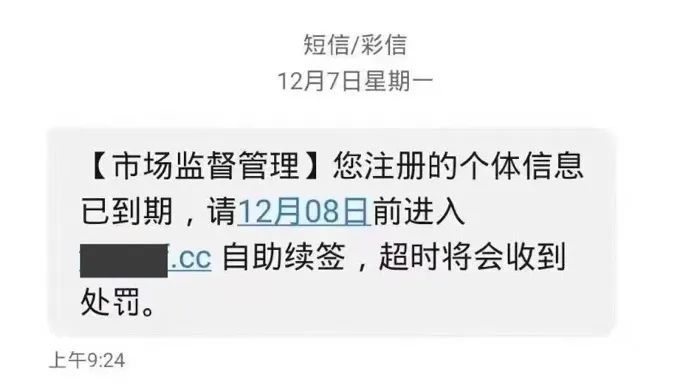 短信/彩信
12月7日星期一
【市场监督管理】您注册的个体信息
已到期，请12月08日前进入
.cc 自助续签，超时将会收到
处罚。
上午9:24